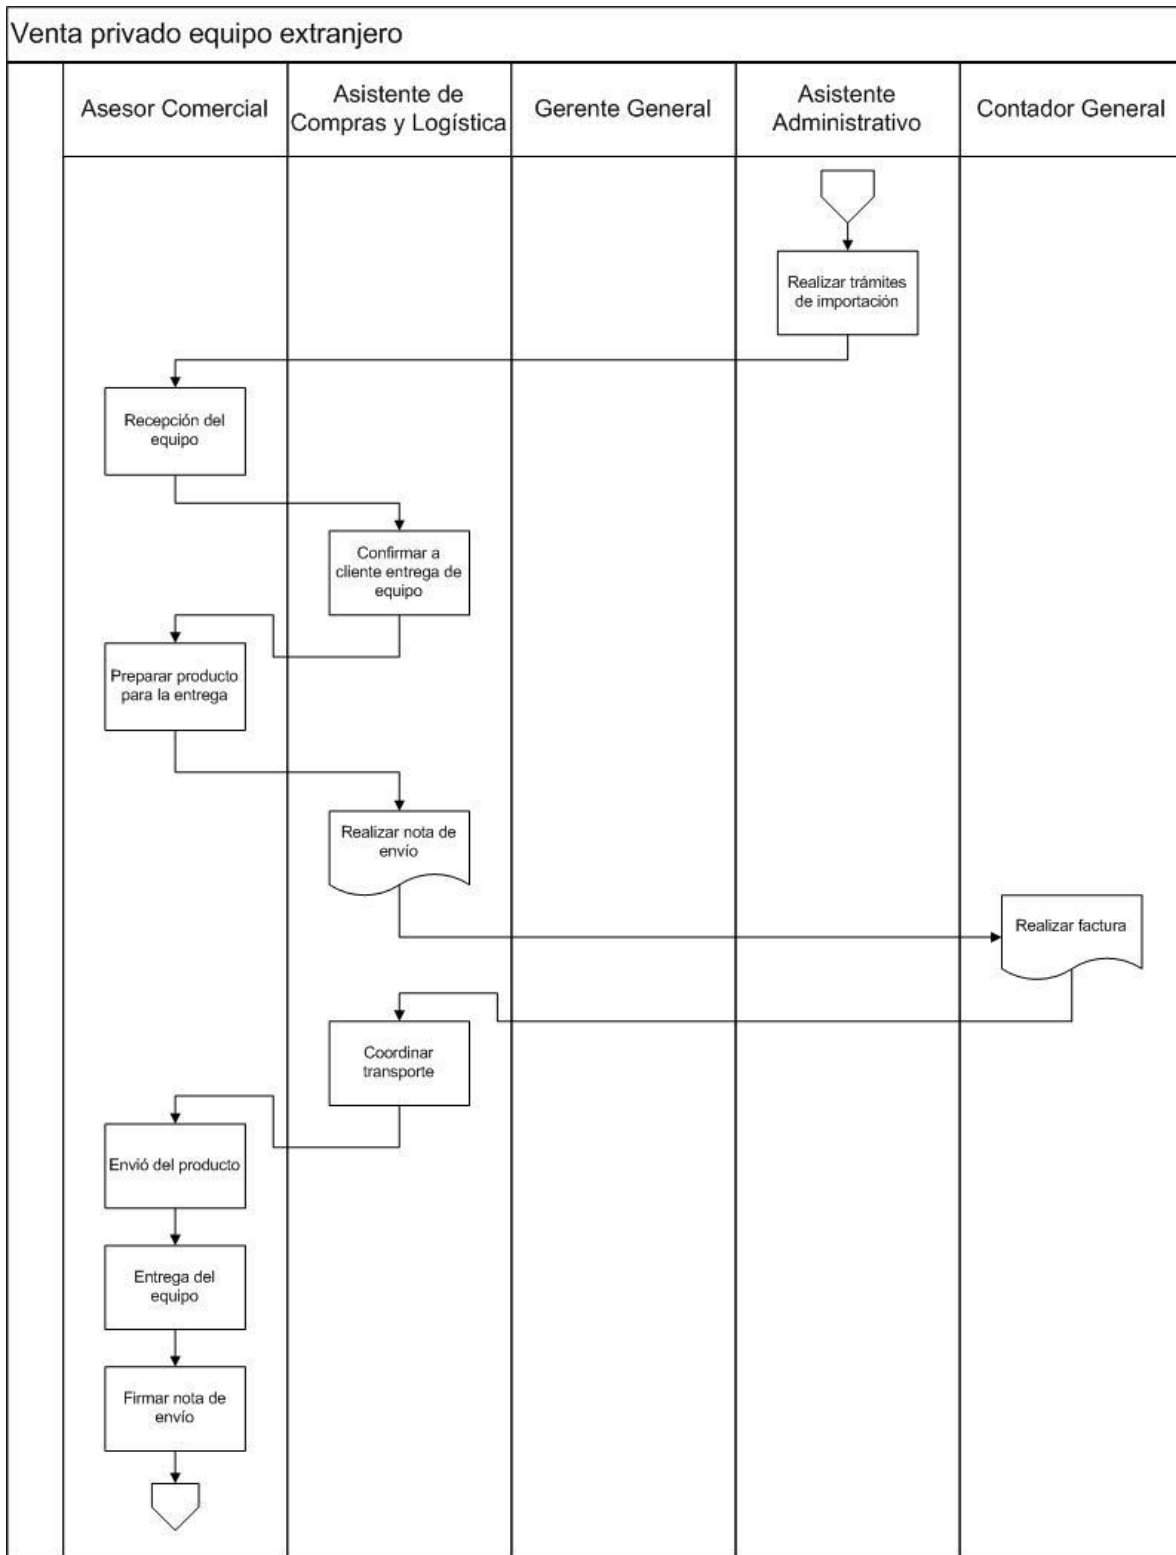 Venta privado equipo extranjero
Asesor Comercial
Asistente de
Compras y Logística
Gerente General
Asistente
Administrativo
Contador General
Realizar trámites
de importación
Recepción del
equipo
Confirmar a
cliente entrega de
equipo
Preparar producto
para la entrega
Realizar nota de
envío
Realizar factura
Coordinar
transporte
Envió del producto
Entrega del
equipo
Firmar nota de
envío